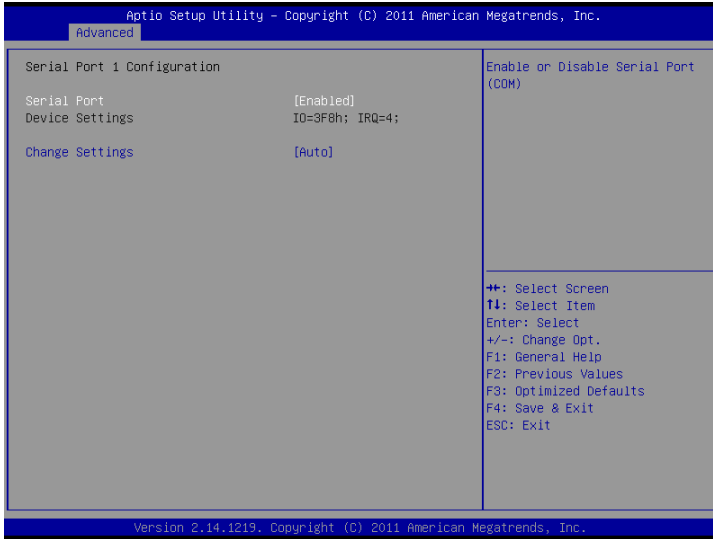 Aptio Setup Utility – Copyright (C) 2011 American Megatrends, Inc.
Advanced
Serial Port 1 Configuration
Serial Port [Enabled]
Device Settings IO=3F8h; IRQ=4;
Change Settings [Auto]
Enable or Disable Serial Port
(COM)
→←: Select Screen
↑↓: Select Item
Enter: Select
+/-: Change Opt.
F1: General Help
F2: Previous Values
F3: Optimized Defaults
F4: Save & Exit
ESC: Exit
Version 2.14.1219. Copyright (C) 2011 American Megatrends, Inc.